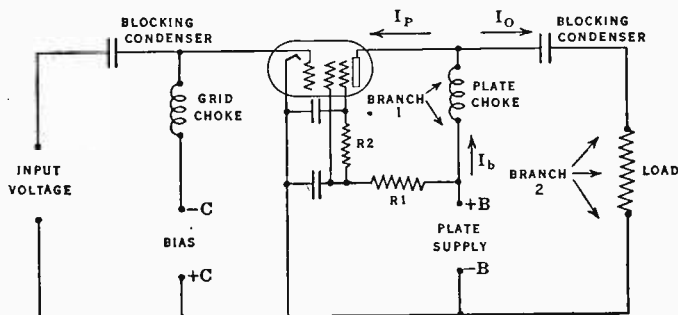 BLOCKING
CONDENSER
I_P
I_O
BLOCKING
CONDENSER
GRID
CHOKE
BRANCH
1
PLATE
CHOKE
R2
I_b
INPUT
VOLTAGE
BRANCH
2
LOAD
R1
-C
+B
BIAS
PLATE
SUPPLY
+C
-B